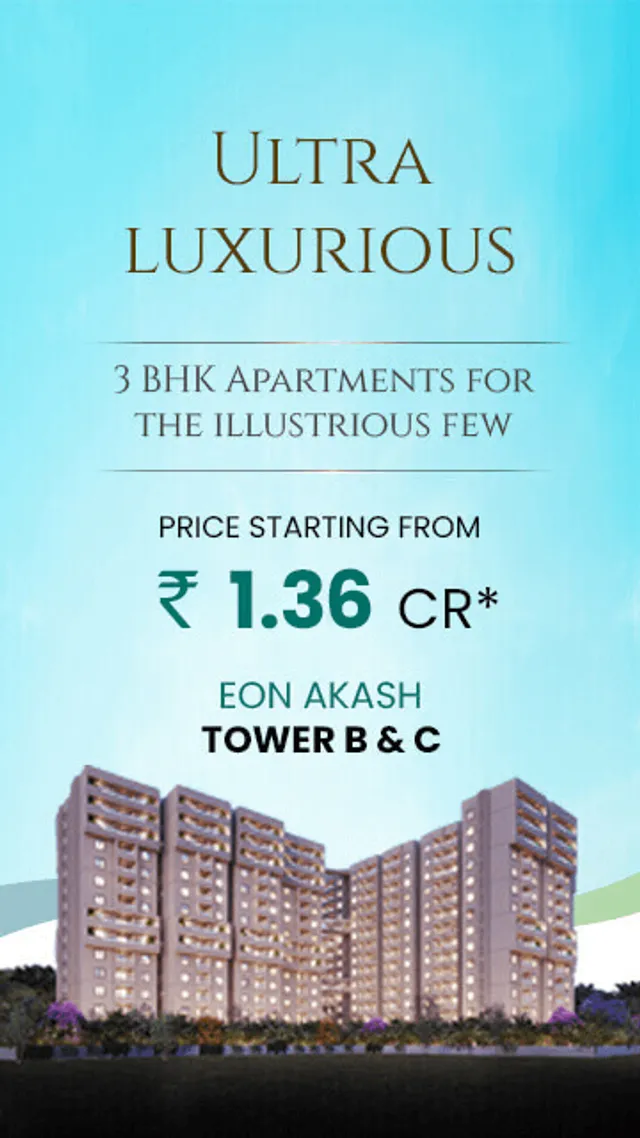 Ultra
luxurious
3 BHK Apartments for
the illustrious few
PRICE STARTING FROM
₹ 1.36 CR*
EON AKASH
TOWER B & C